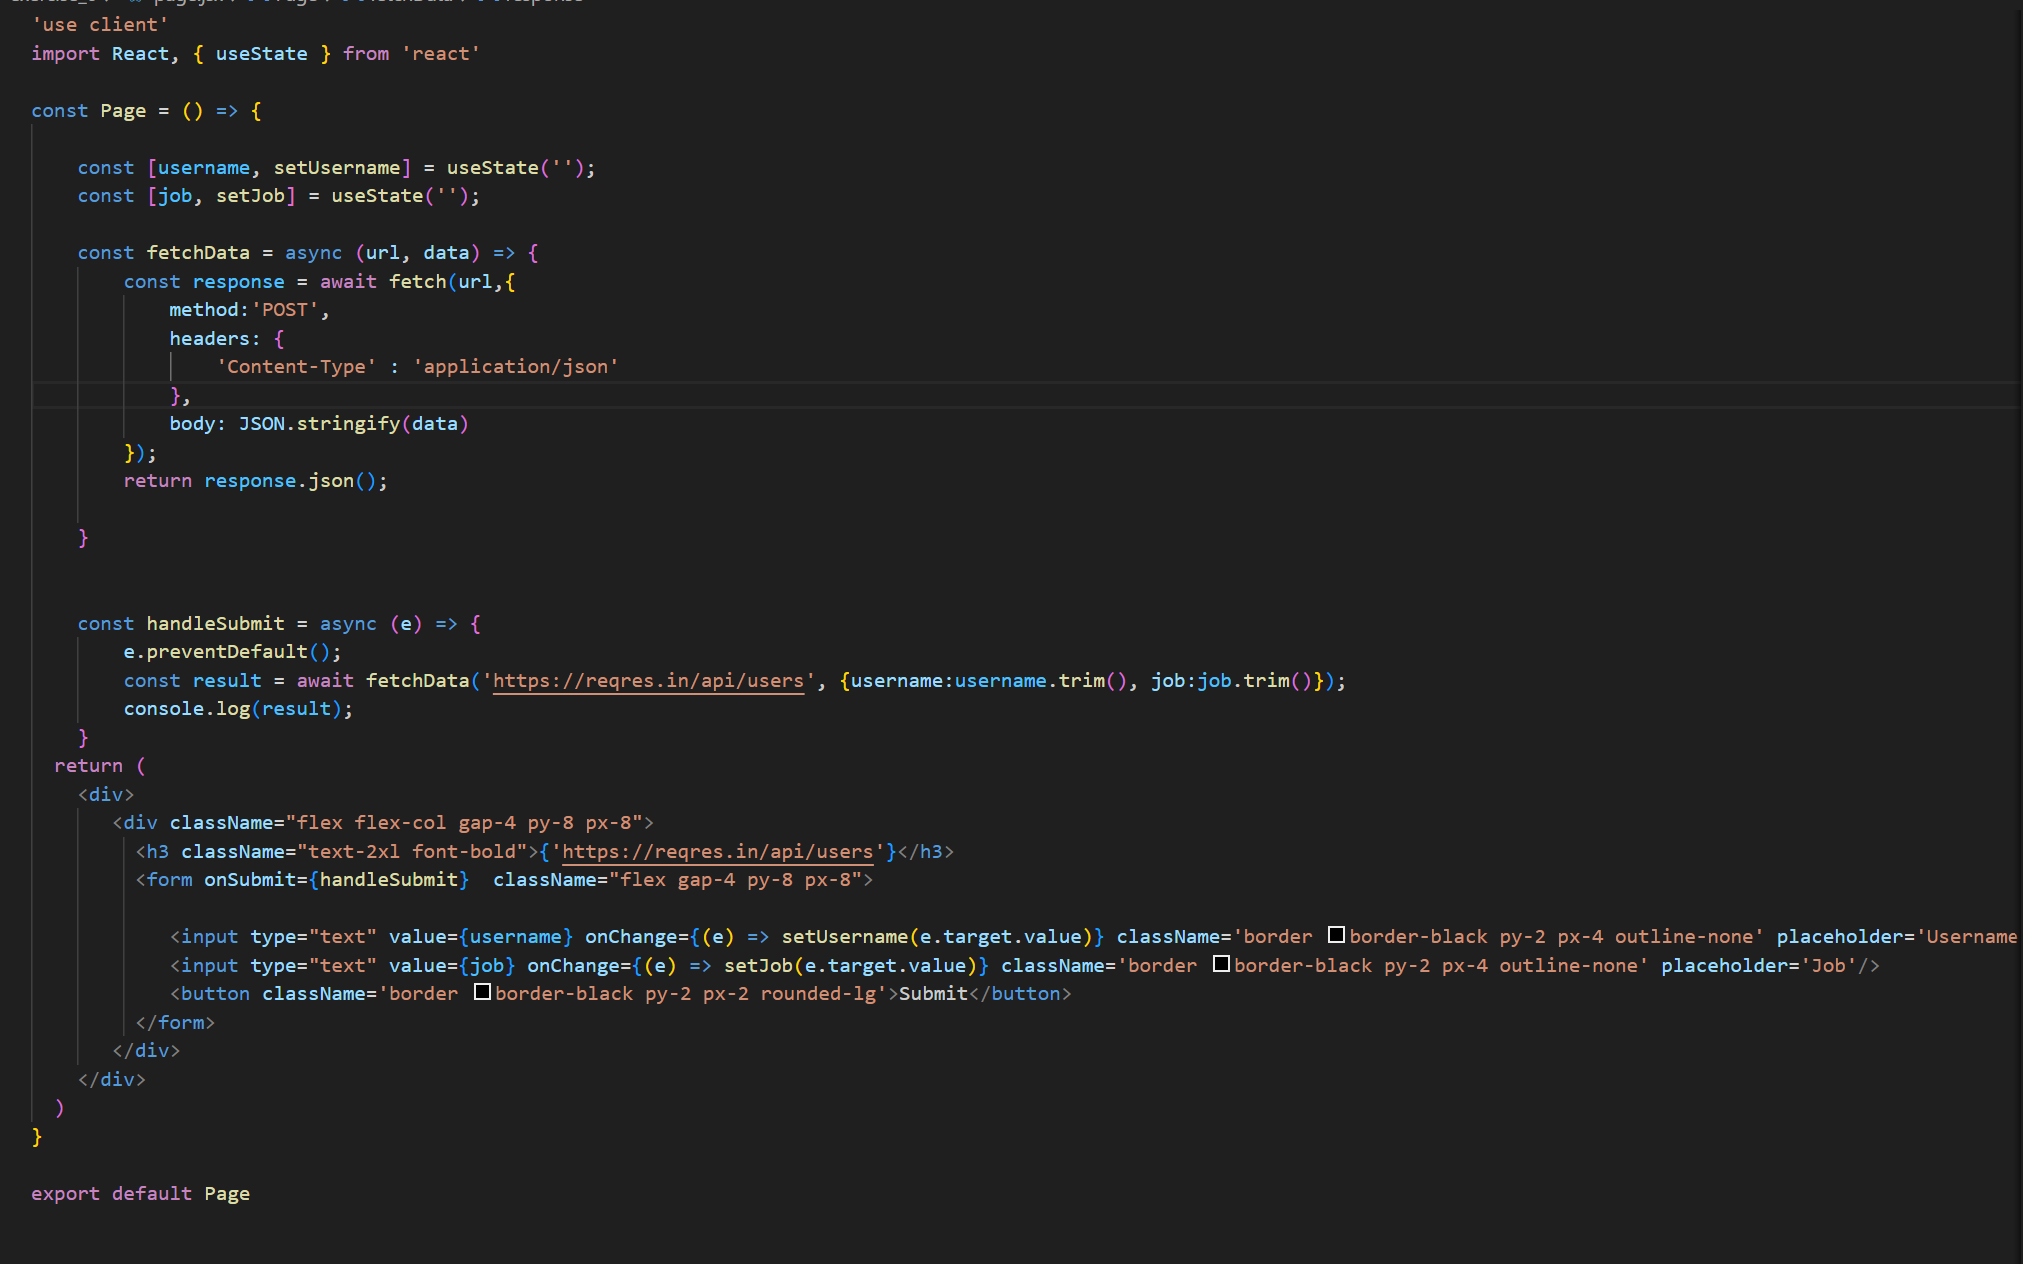 'use client'
import React, { useState } from 'react'
const Page = () => {
const [username, setUsername] = useState('');
const [job, setJob] = useState('');
const fetchData = async (url, data) => {
const response = await fetch(url,{
method:'POST',
headers: {
'Content-Type' : 'application/json'
},
body: JSON.stringify(data)
});
return response.json();
}
const handleSubmit = async (e) => {
e.preventDefault();
const result = await fetchData('https://reqres.in/api/users', {username:username.trim(), job:job.trim()});
console.log(result);
}
return (
<div>
<div className="flex flex-col gap-4 py-8 px-8">
<h3 className="text-2xl font-bold">{'https://reqres.in/api/users'}</h3>
<form onSubmit={handleSubmit}  className="flex gap-4 py-8 px-8">
<input type="text" value={username} onChange={(e) => setUsername(e.target.value)} className='border border-black py-2 px-4 outline-none' placeholder='Username
<input type="text" value={job} onChange={(e) => setJob(e.target.value)} className='border border-black py-2 px-4 outline-none' placeholder='Job'/>
<button className='border border-black py-2 px-2 rounded-lg'>Submit</button>
</form>
</div>
</div>
)
}
export default Page